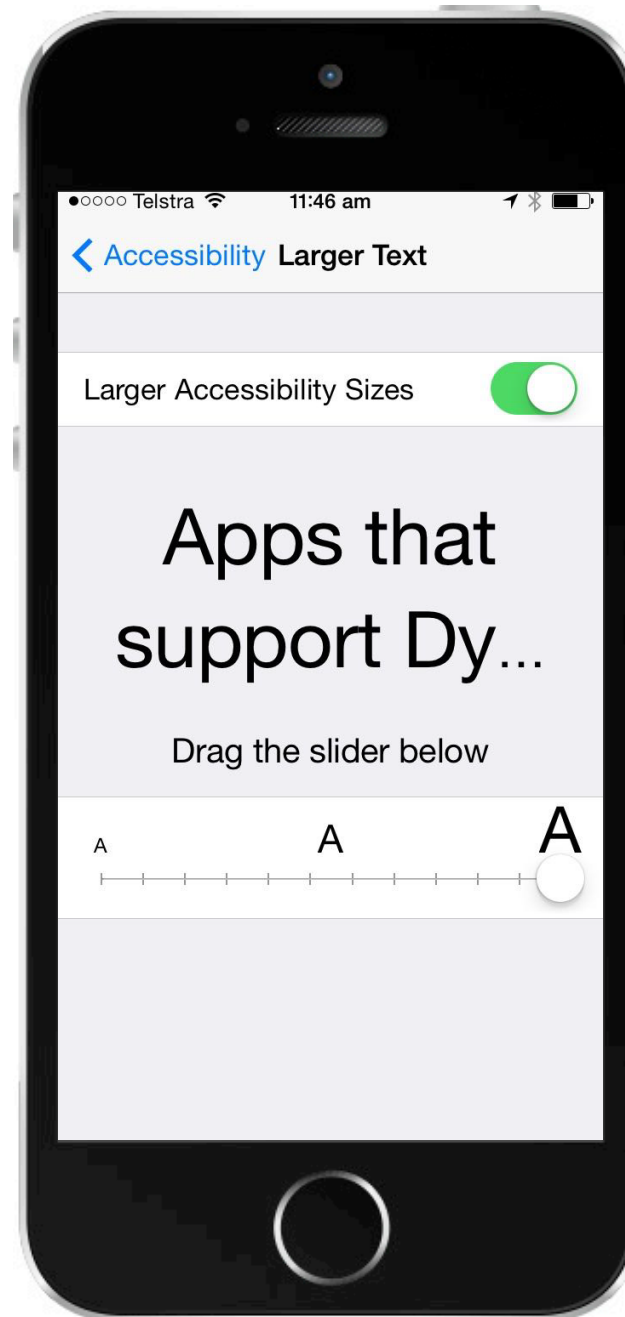 Telstra 11:46 am
Accessibility Larger Text
Larger Accessibility Sizes
Apps that
support Dy...
Drag the slider below
A A A